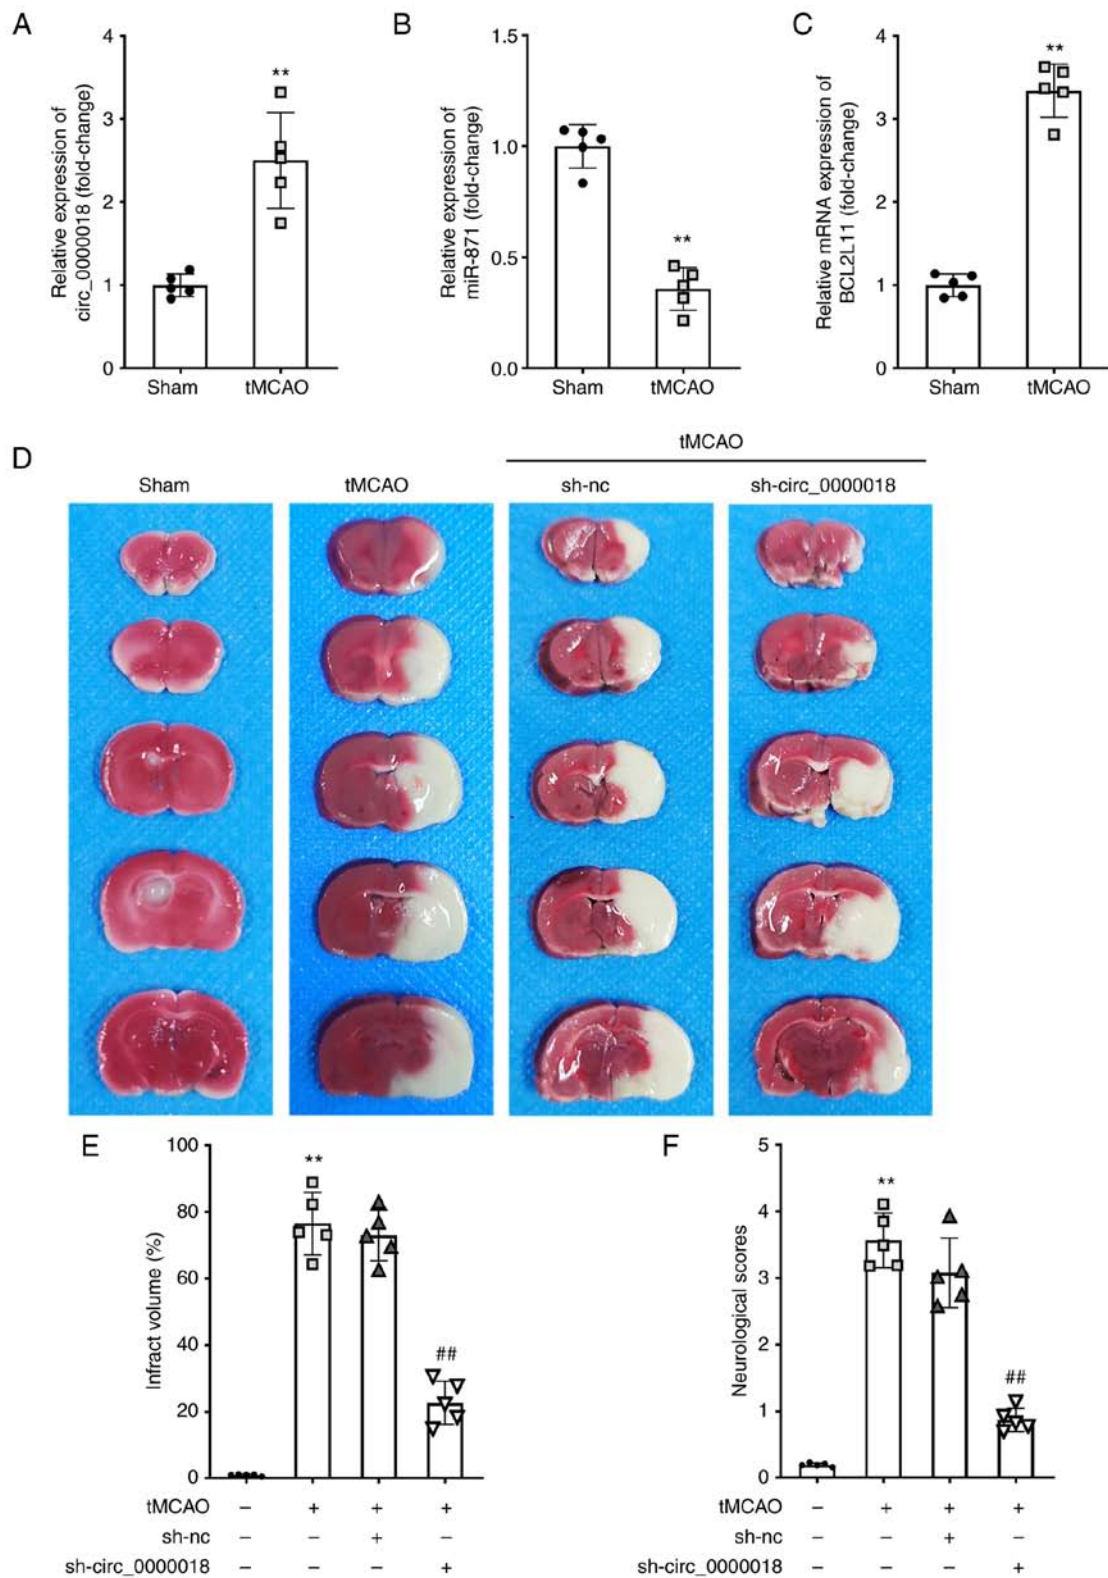 A
Relative expression of
circ_0000018 (fold-change)
4
3
2
1
0
**
Sham
tMCAO
B
Relative expression of
miR-871 (fold-change)
1.5
1.0
0.5
0.0
**
Sham
tMCAO
C
Relative mRNA expression of
BCL2L11 (fold-change)
4
3
2
1
0
**
Sham
tMCAO
D
tMCAO
Sham
tMCAO
sh-nc
sh-circ_0000018
E
Infract volume (%)
100
80
60
40
20
0
**
##
tMCAO − + + +
sh-nc − − + −
sh-circ_0000018 − − − +
F
Neurological scores
5
4
3
2
1
0
**
##
tMCAO − + + +
sh-nc − − + −
sh-circ_0000018 − − − +